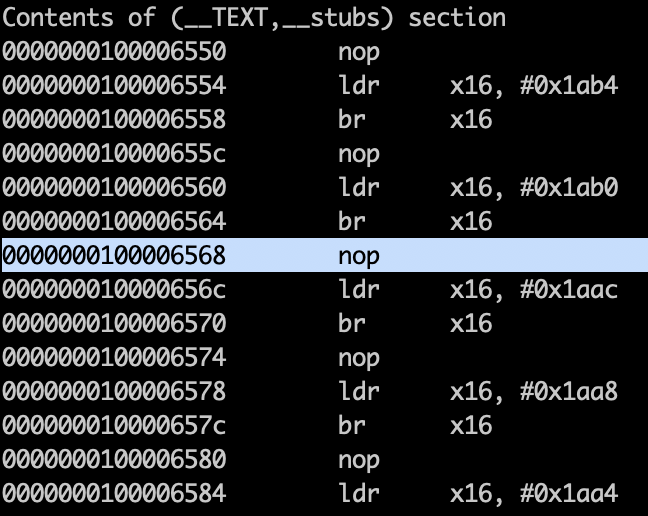 Contents of (__TEXT,__stubs) section
0000000100006550 nop
0000000100006554 ldr x16, #0x1ab4
0000000100006558 br x16
000000010000655c nop
0000000100006560 ldr x16, #0x1ab0
0000000100006564 br x16
0000000100006568 nop
000000010000656c ldr x16, #0x1aac
0000000100006570 br x16
0000000100006574 nop
0000000100006578 ldr x16, #0x1aa8
000000010000657c br x16
0000000100006580 nop
0000000100006584 ldr x16, #0x1aa4